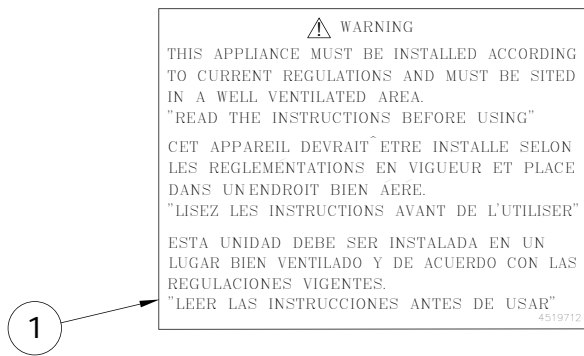 WARNING
THIS APPLIANCE MUST BE INSTALLED ACCORDING
TO CURRENT REGULATIONS AND MUST BE SITED
IN A WELL VENTILATED AREA.
"READ THE INSTRUCTIONS BEFORE USING"
CET APPAREIL DEVRAIT ^ETRE INSTALLE SELON
LES REGLEMENTATIONS EN VIGUEUR ET PLACE
DANS UN ENDROIT BIEN AERE.
"LISEZ LES INSTRUCTIONS AVANT DE L'UTILISER"
ESTA UNIDAD DEBE SER INSTALADA EN UN
LUGAR BIEN VENTILADO Y DE ACUERDO CON LAS
REGULACIONES VIGENTES.
"LEER LAS INSTRUCCIONES ANTES DE USAR"
4519712
1